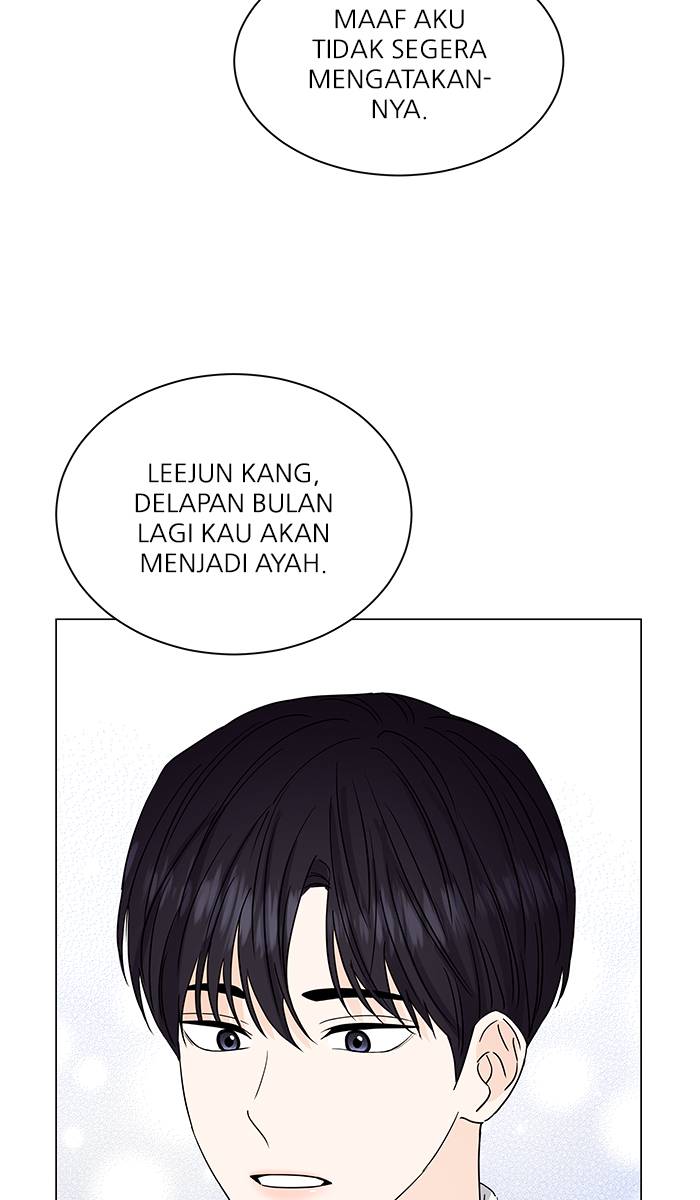 MAAF AKU
TIDAK SEGERA
MENGATAKAN-
NYA.
LEEJUN KANG,
DELAPAN BULAN
LAGI KAU AKAN
MENJADI AYAH.